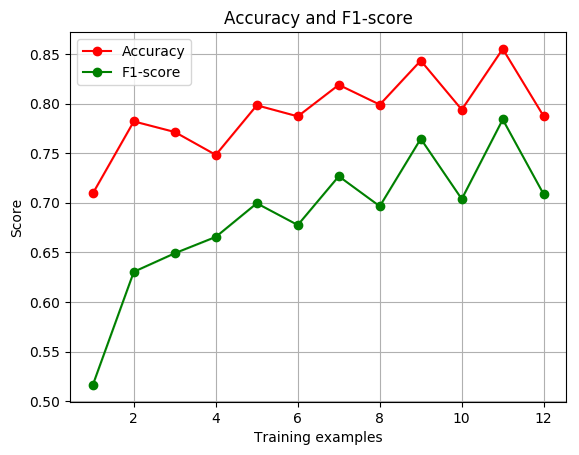 Accuracy and F1-score
Accuracy
F1-score
0.85
0.80
0.75
0.70
0.65
0.60
0.55
0.50
Score
2 4 6 8 10 12
Training examples